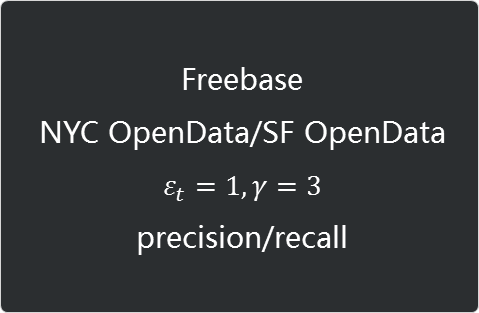 Freebase
NYC OpenData/SF OpenData
𝜀ₜ = 1, 𝛾 = 3
precision/recall